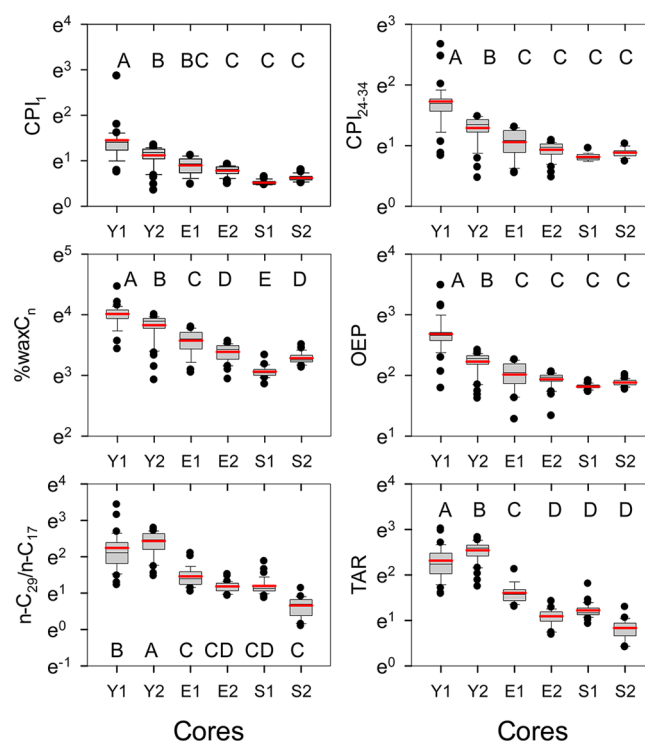 CPI₁
e⁴
e³
e²
e¹
e⁰
A B BC C C C
Y1 Y2 E1 E2 S1 S2
CPI₂₄₋₃₄
e³
e²
e¹
e⁰
A B C C C C
Y1 Y2 E1 E2 S1 S2
%waxCₙ
e⁵
e⁴
e³
e²
A B C D E D
Y1 Y2 E1 E2 S1 S2
OEP
e⁴
e³
e²
e¹
A B C C C C
Y1 Y2 E1 E2 S1 S2
n-C₂₉/n-C₁₇
e⁴
e³
e²
e¹
e⁰
e⁻¹
B A C CD CD C
Y1 Y2 E1 E2 S1 S2
Cores
TAR
e⁴
e³
e²
e¹
e⁰
A B C D D D
Y1 Y2 E1 E2 S1 S2
Cores